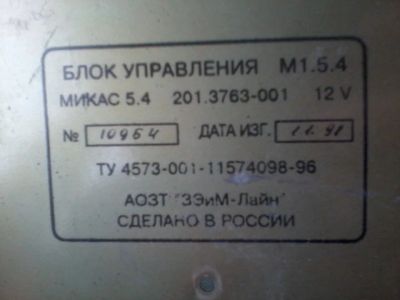 БЛОК УПРАВЛЕНИЯ М1.5.4
МИКАС 5.4 201.3763-001 12 V
№ 10964 ДАТА ИЗГ.
ТУ 4573-001-11574098-96
АОЗТ "ЗЭиМ-Лайн"
СДЕЛАНО В РОССИИ